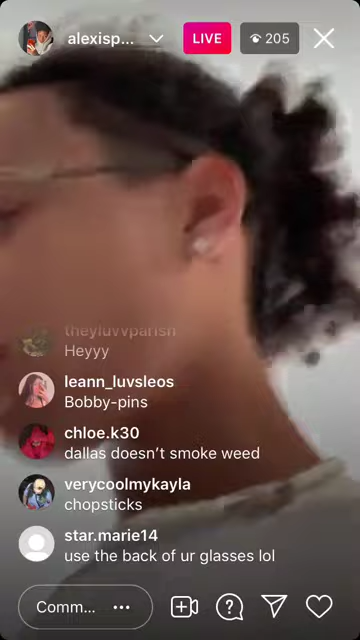 alexisp...
LIVE
205
theyluvvparish
Heyyy
leann_luvsleos
Bobby-pins
chloe.k30
dallas doesn’t smoke weed
verycoolmykayla
chopsticks
star.marie14
use the back of ur glasses lol
Comm...